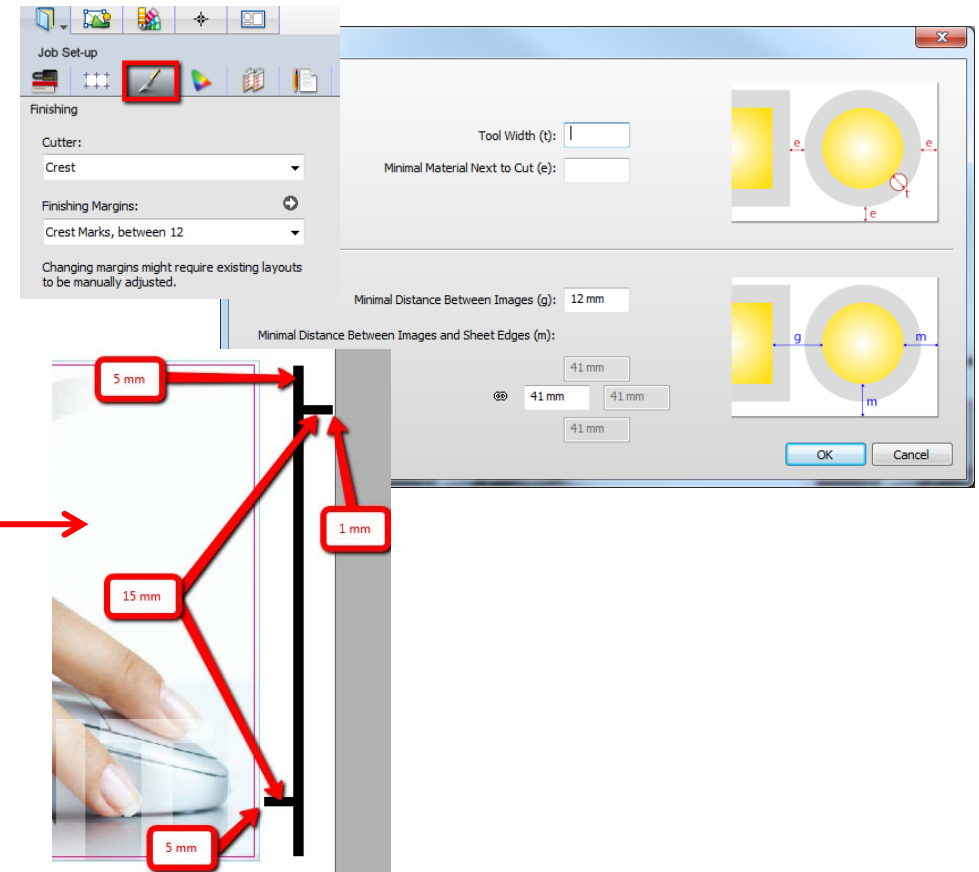 Job Set-up
Finishing
Cutter:
Crest
Finishing Margins:
Crest Marks, between 12
Changing margins might require existing layouts
to be manually adjusted.
Tool Width (t):
Minimal Material Next to Cut (e):
e
e
t
e
Minimal Distance Between Images (g): 12 mm
Minimal Distance Between Images and Sheet Edges (m):
41 mm
41 mm
41 mm
41 mm
g
m
m
OK
Cancel
5 mm
1 mm
15 mm
5 mm